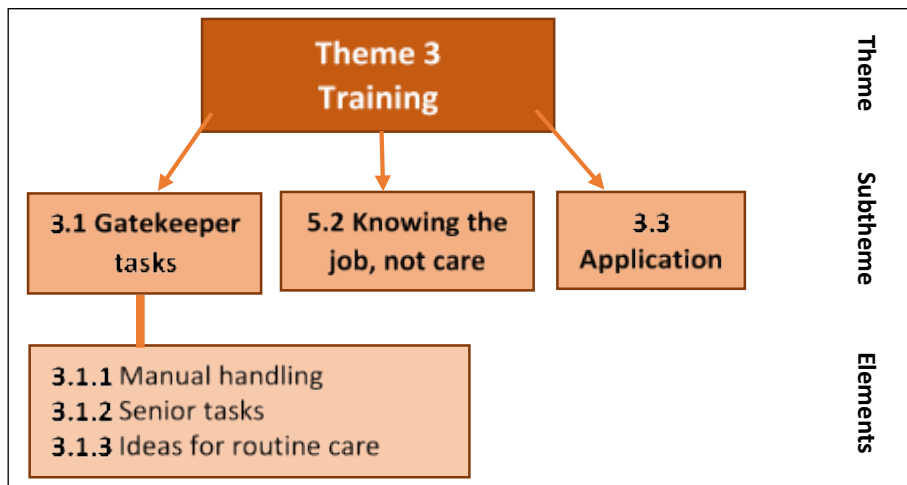 Theme 3
Training
Theme
3.1 Gatekeeper
tasks
5.2 Knowing the
job, not care
3.3
Application
Subtheme
3.1.1 Manual handling
3.1.2 Senior tasks
3.1.3 Ideas for routine care
Elements